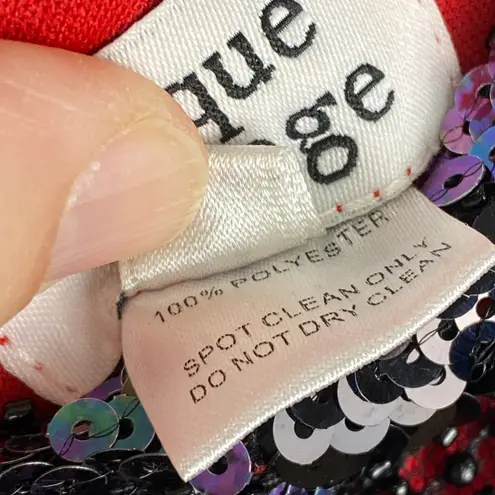 que
ge
100% POLYESTER
SPOT CLEAN ONLY
DO NOT DRY CLEAN